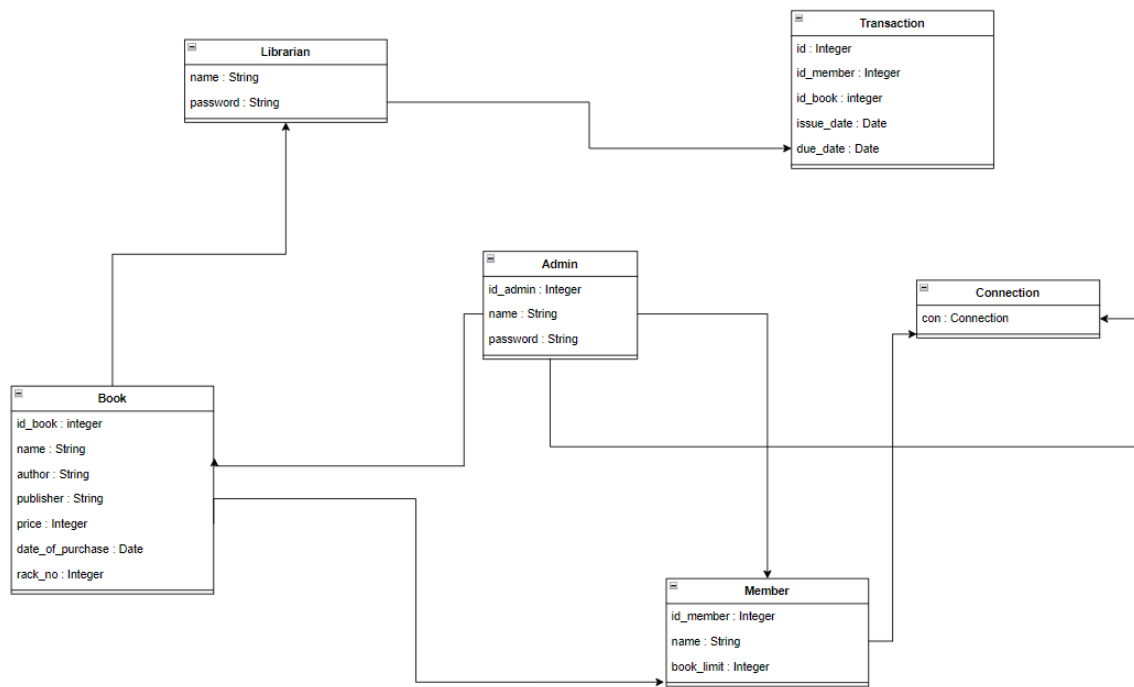 Transaction
id : Integer
id_member : Integer
id_book : integer
issue_date : Date
due_date : Date
Librarian
name : String
password : String
Admin
id_admin : Integer
name : String
password : String
Connection
con : Connection
Book
id_book : integer
name : String
author : String
publisher : String
price : Integer
date_of_purchase : Date
rack_no : Integer
Member
id_member : Integer
name : String
book_limit : Integer